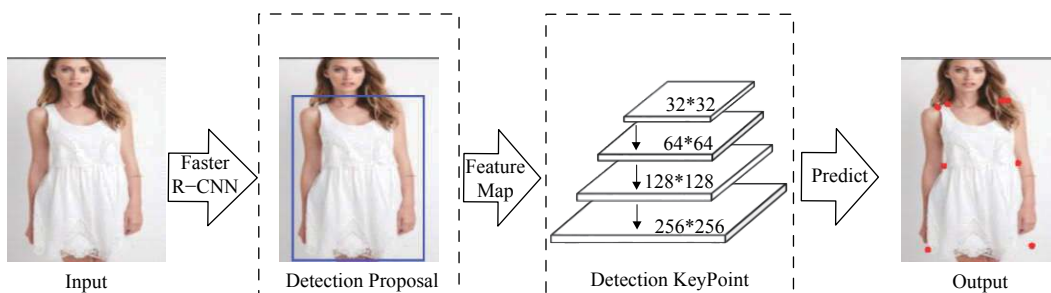 Faster
R−CNN
Feature
Map
32*32
64*64
128*128
256*256
Predict
Input
Detection Proposal
Detection KeyPoint
Output